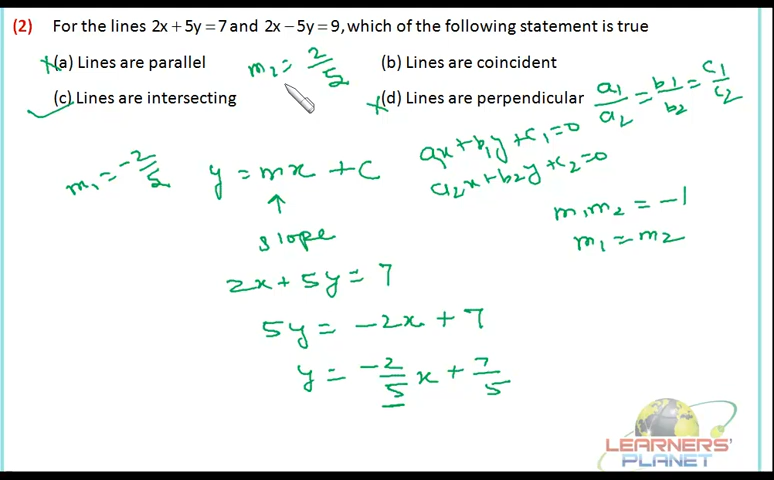 (2) For the lines 2x + 5y = 7 and 2x − 5y = 9, which of the following statement is true
(a) Lines are parallel
m₂ = 2/5
(b) Lines are coincident
(c) Lines are intersecting
(d) Lines are perpendicular
a₁/a₂ = b₁/b₂ = c₁/c₂
a₁x + b₁y + c₁ = 0
a₂x + b₂y + c₂ = 0
m₁ = -2/5
y = mx + c
↑
slope
m₁m₂ = -1
m₁ = m₂
2x + 5y = 7
5y = -2x + 7
y = -2/5 x + 7/5
LEARNERS'
PLANET